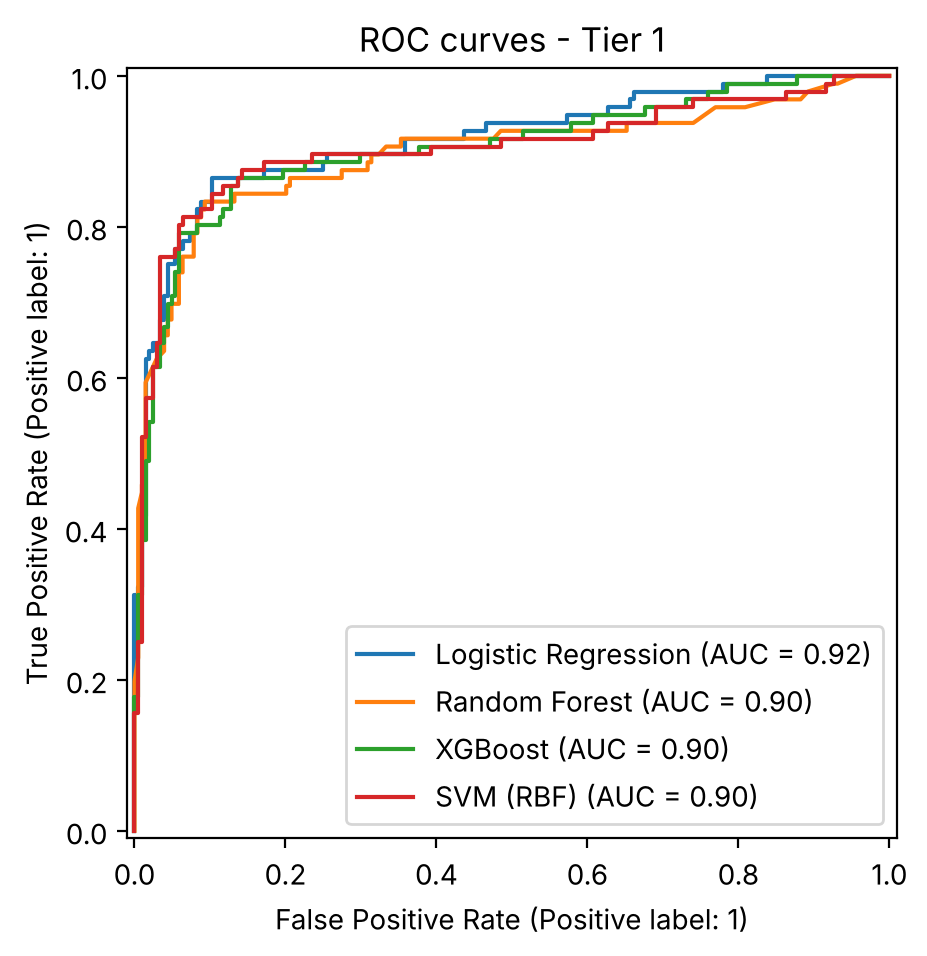 ROC curves - Tier 1
True Positive Rate (Positive label: 1)
1.0
0.8
0.6
0.4
0.2
0.0
Logistic Regression (AUC = 0.92)
Random Forest (AUC = 0.90)
XGBoost (AUC = 0.90)
SVM (RBF) (AUC = 0.90)
0.0 0.2 0.4 0.6 0.8 1.0
False Positive Rate (Positive label: 1)